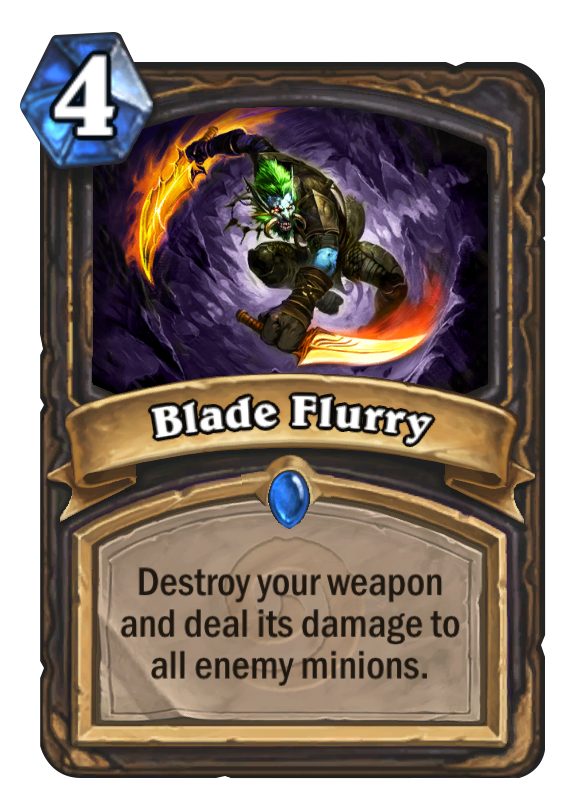 4
Blade Flurry
Destroy your weapon
and deal its damage to
all enemy minions.